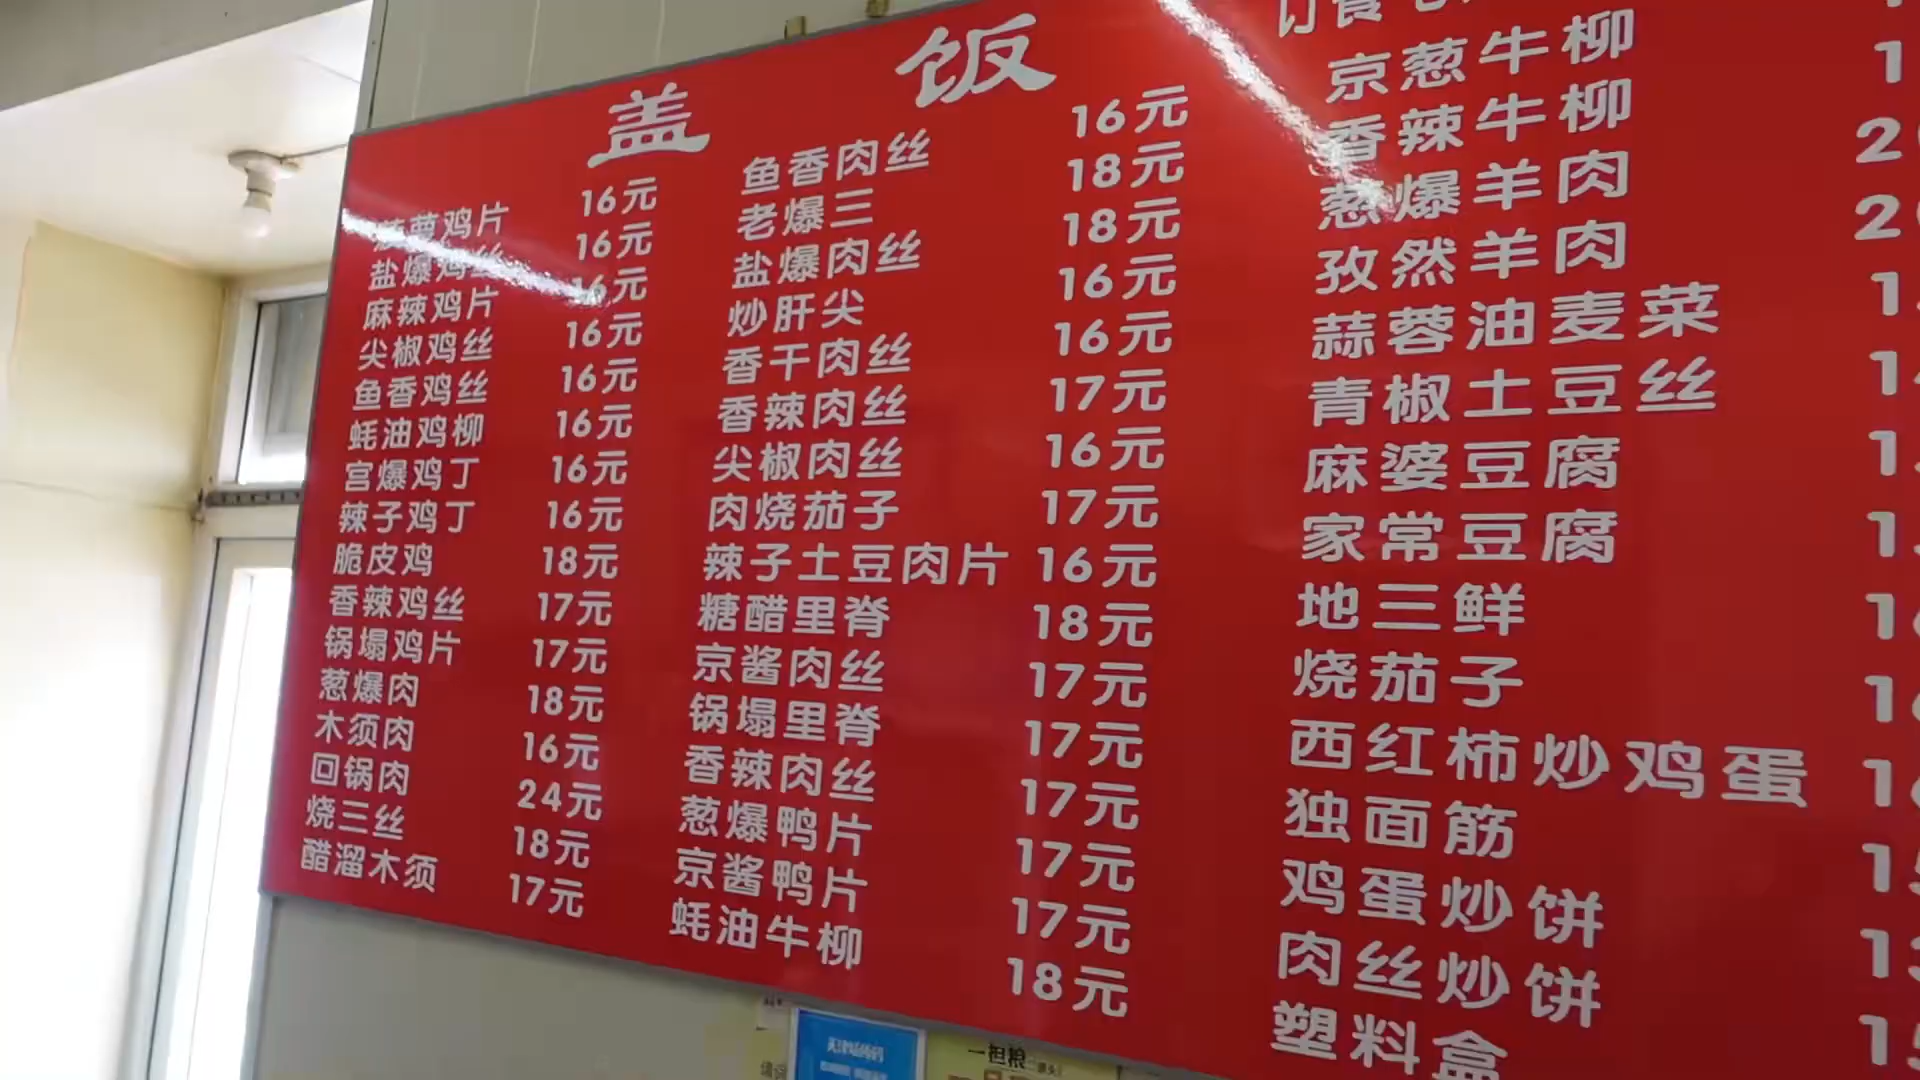 盖饭
菠萝鸡片 16元
盐爆鸡丝 16元
麻辣鸡片 16元
尖椒鸡丝 16元
鱼香鸡丝 16元
蚝油鸡柳 16元
宫爆鸡丁 16元
辣子鸡丁 16元
脆皮鸡 18元
香辣鸡丝 17元
锅塌鸡片 17元
葱爆肉 18元
木须肉 16元
回锅肉 24元
烧三丝 18元
醋溜木须 17元
鱼香肉丝 16元
老爆三 18元
盐爆肉丝 18元
炒肝尖 16元
香干肉丝 16元
香辣肉丝 17元
尖椒肉丝 16元
肉烧茄子 17元
辣子土豆肉片 16元
糖醋里脊 18元
京酱肉丝 17元
锅塌里脊 17元
香辣肉丝 17元
葱爆鸭片 17元
京酱鸭片 17元
蚝油牛柳 18元
订餐
京葱牛柳
香辣牛柳
葱爆羊肉
孜然羊肉
蒜蓉油麦菜
青椒土豆丝
麻婆豆腐
家常豆腐
地三鲜
烧茄子
西红柿炒鸡蛋
独面筋
鸡蛋炒饼
肉丝炒饼
塑料盒
一担粮